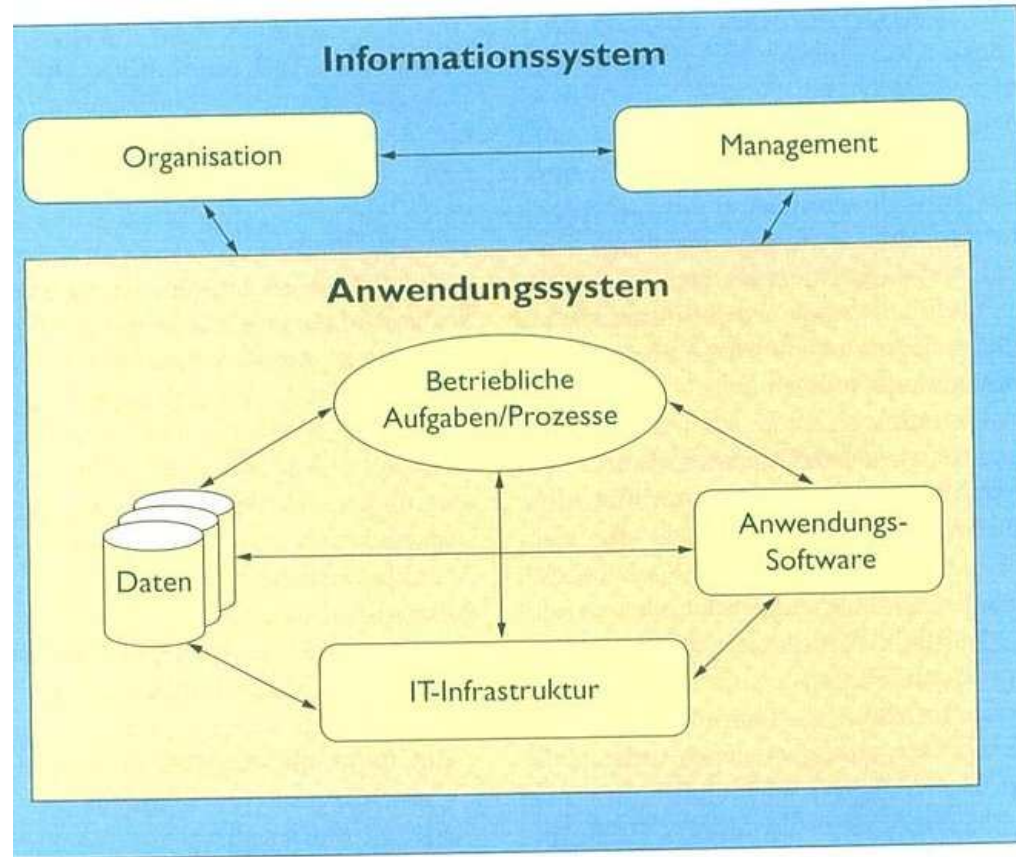 Informationssystem
Organisation
Management
Anwendungssystem
Betriebliche
Aufgaben/Prozesse
Anwendungs-
Software
Daten
IT-Infrastruktur